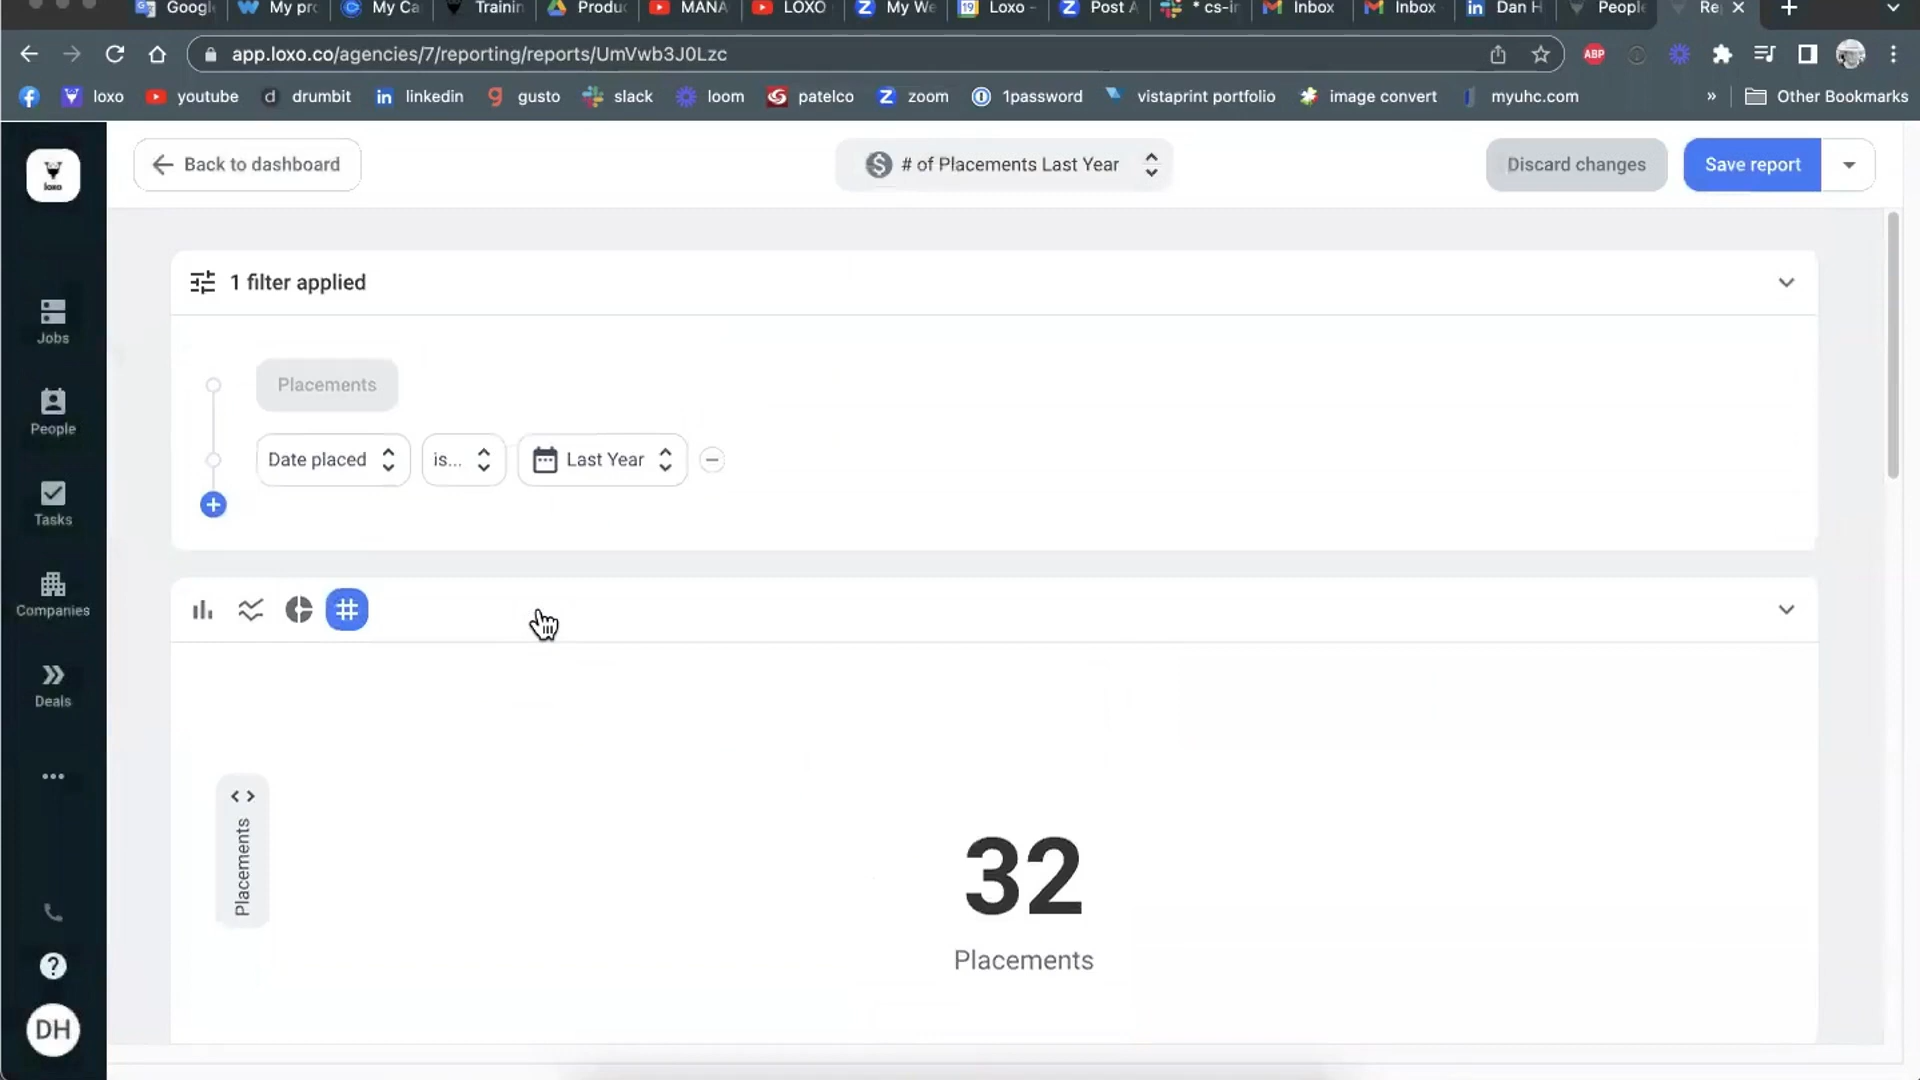 Googl My pr My Ca Trainin Produ MANA LOXO My We Loxo - Post A * cs-in Inbox Inbox Dan H People Re
app.loxo.co/agencies/7/reporting/reports/UmVwb3J0Lzc
loxo youtube drumbit linkedin gusto slack loom patelco zoom 1password vistaprint portfolio image convert myuhc.com » Other Bookmarks
Back to dashboard
# of Placements Last Year
Discard changes
Save report
loxo
1 filter applied
Jobs
Placements
People
Date placed is... Last Year
Tasks
Companies
Deals
Placements
32
Placements
DH